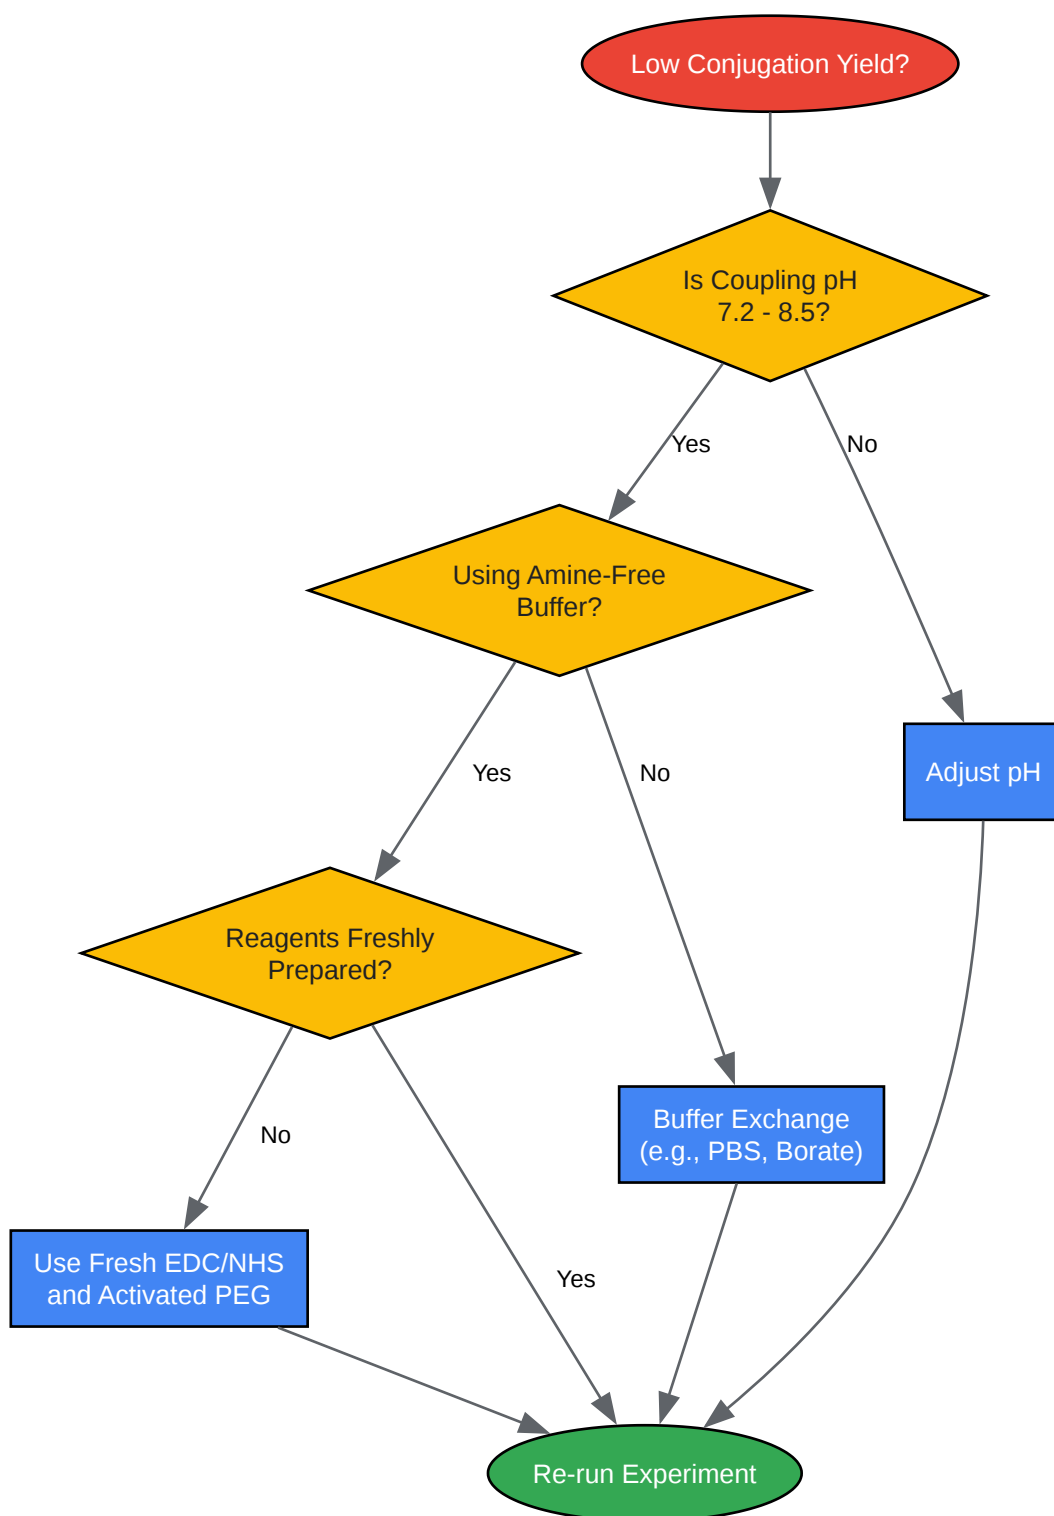 Low Conjugation Yield?
Is Coupling pH
7.2 - 8.5?
Yes
No
Using Amine-Free
Buffer?
Yes
No
Adjust pH
Reagents Freshly
Prepared?
No
Buffer Exchange
(e.g., PBS, Borate)
Use Fresh EDC/NHS
and Activated PEG
Yes
Re-run Experiment